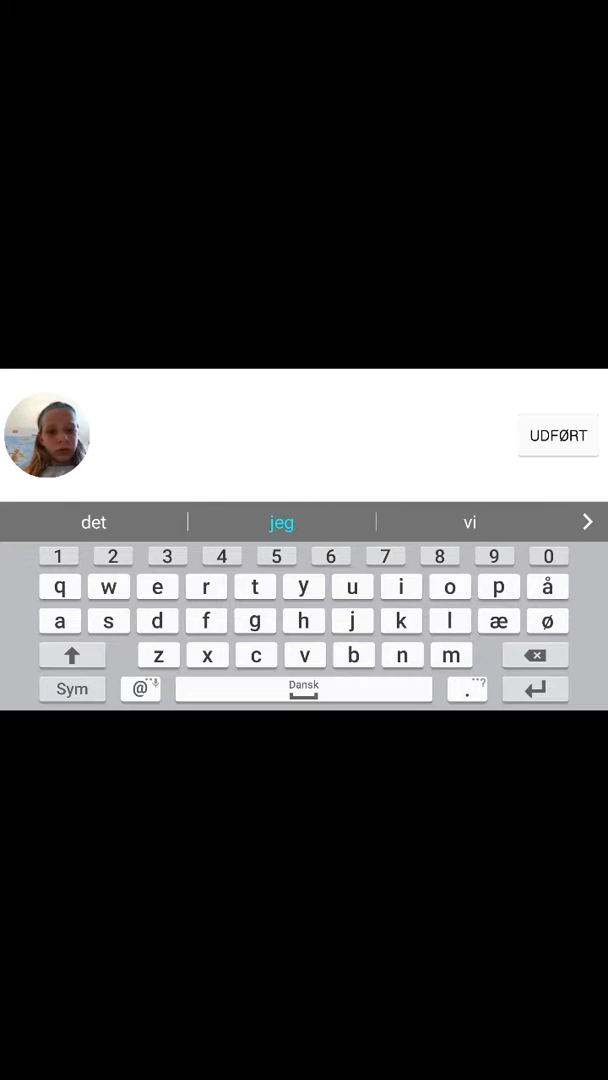 UDFØRT
det jeg vi
1 2 3 4 5 6 7 8 9 0
q w e r t y u i o p å
a s d f g h j k l æ ø
z x c v b n m
Sym @ Dansk . ?